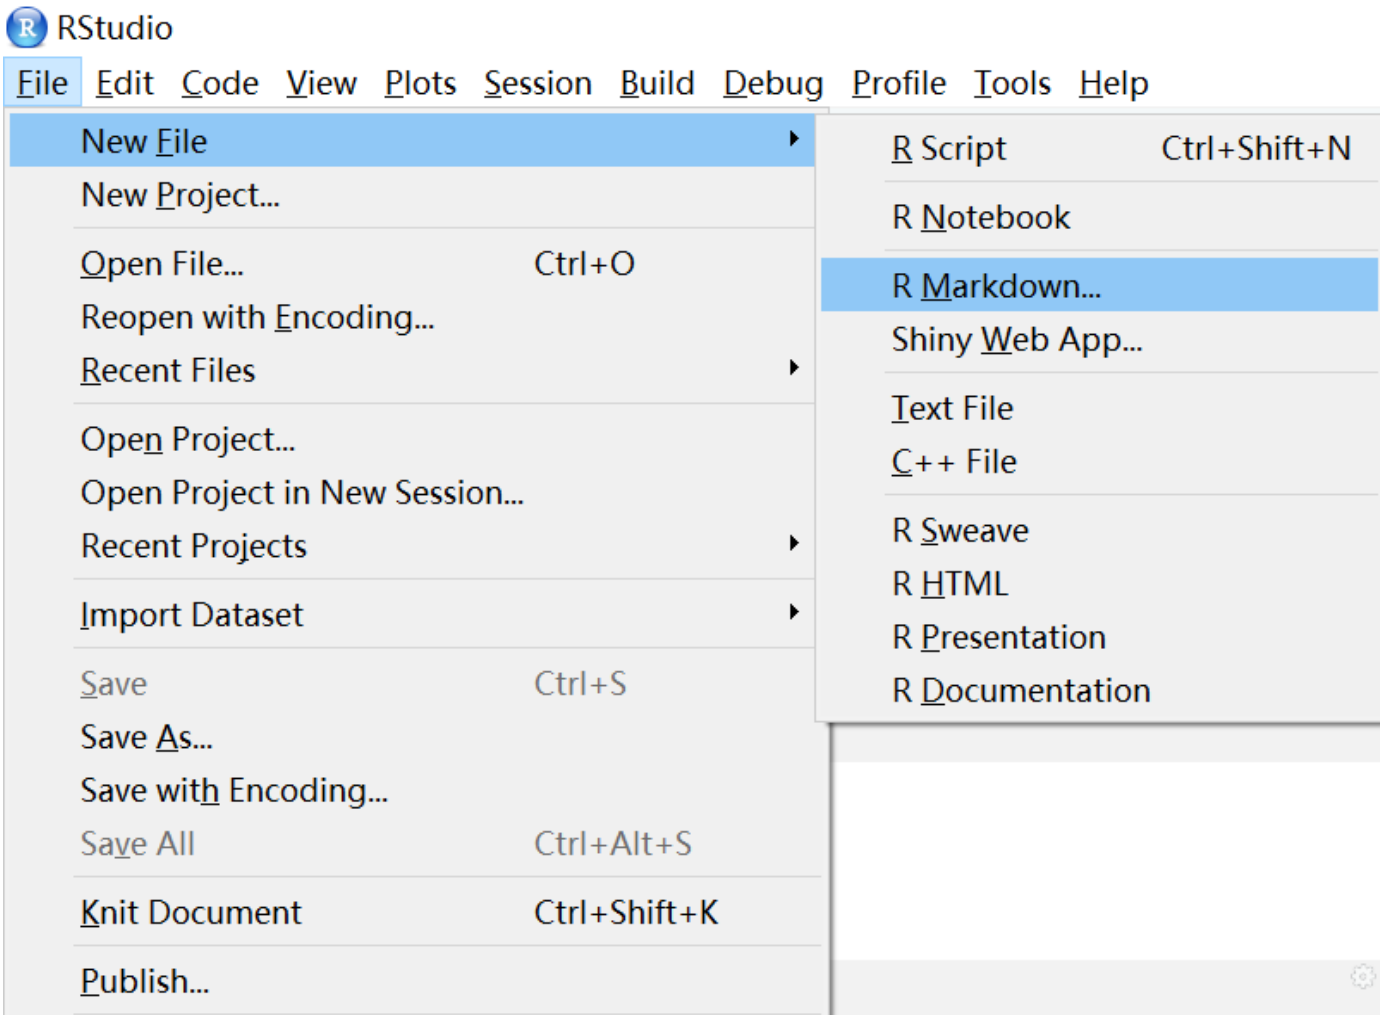 RStudio
File Edit Code View Plots Session Build Debug Profile Tools Help
New File
New Project...
Open File... Ctrl+O
Reopen with Encoding...
Recent Files
Open Project...
Open Project in New Session...
Recent Projects
Import Dataset
Save Ctrl+S
Save As...
Save with Encoding...
Save All Ctrl+Alt+S
Knit Document Ctrl+Shift+K
Publish...
R Script Ctrl+Shift+N
R Notebook
R Markdown...
Shiny Web App...
Text File
C++ File
R Sweave
R HTML
R Presentation
R Documentation